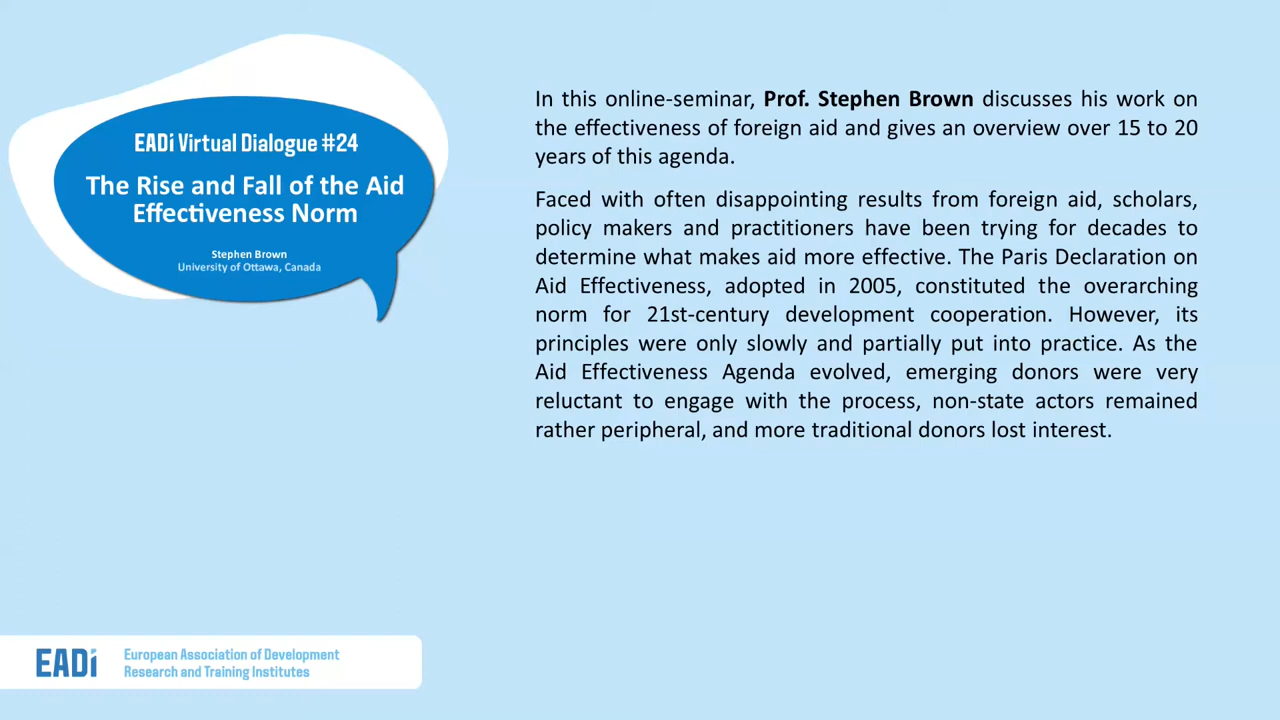 EADi Virtual Dialogue #24
The Rise and Fall of the Aid
Effectiveness Norm
Stephen Brown
University of Ottawa, Canada
In this online-seminar, Prof. Stephen Brown discusses his work on
the effectiveness of foreign aid and gives an overview over 15 to 20
years of this agenda.
Faced with often disappointing results from foreign aid, scholars,
policy makers and practitioners have been trying for decades to
determine what makes aid more effective. The Paris Declaration on
Aid Effectiveness, adopted in 2005, constituted the overarching
norm for 21st-century development cooperation. However, its
principles were only slowly and partially put into practice. As the
Aid Effectiveness Agenda evolved, emerging donors were very
reluctant to engage with the process, non-state actors remained
rather peripheral, and more traditional donors lost interest.
EADi
European Association of Development
Research and Training Institutes